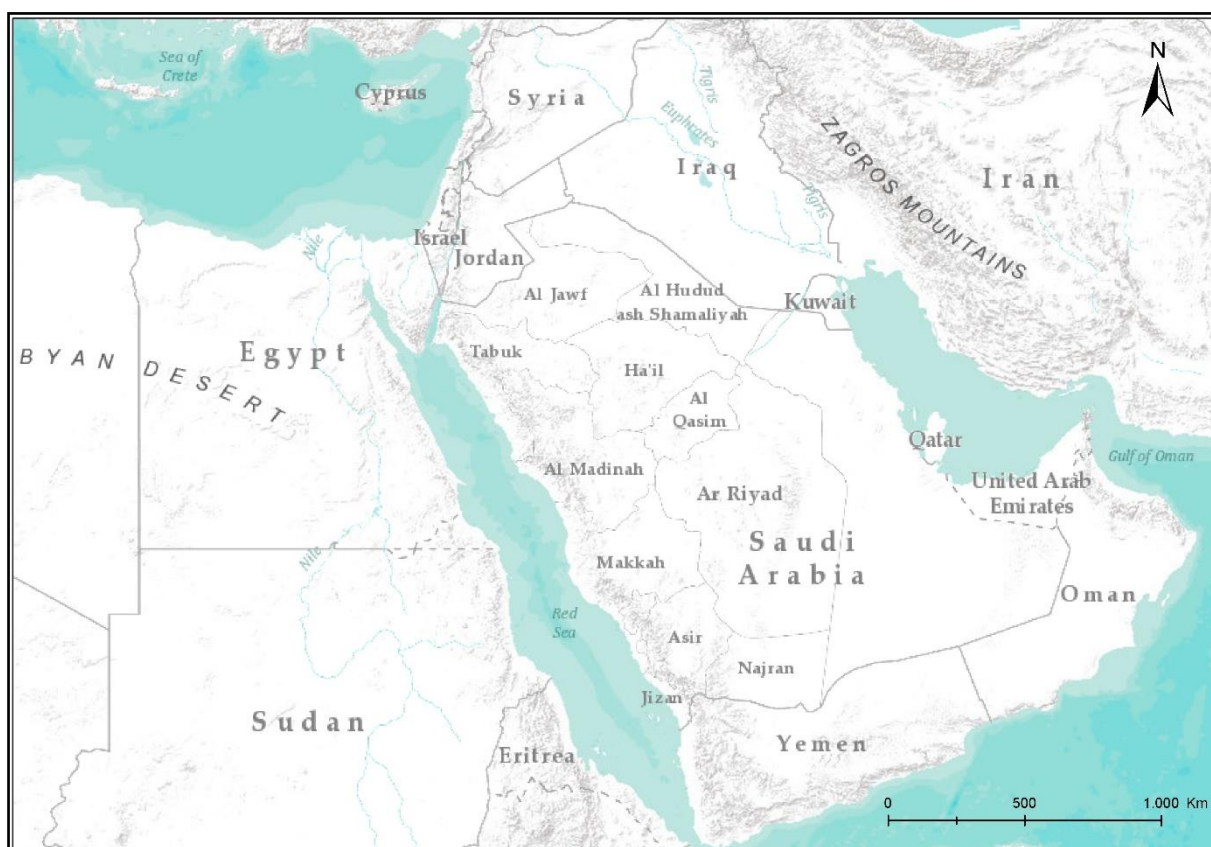 Sea of
Crete
Cyprus
Syria
Tigris
Euphrates
Iraq
Tigris
ZAGROS MOUNTAINS
Iran
N
Nile
Israel
Jordan
Al Jawf
Al Hudud
ash Shamaliyah
Kuwait
BYAN DESERT
Egypt
Tabuk
Ha'il
Al
Qasim
Qatar
Gulf of Oman
Al Madinah
Ar Riyad
United Arab
Emirates
Nile
Makkah
Saudi
Arabia
Oman
Red
Sea
Asir
Najran
Jizan
Sudan
Eritrea
Yemen
0 500 1.000 Km